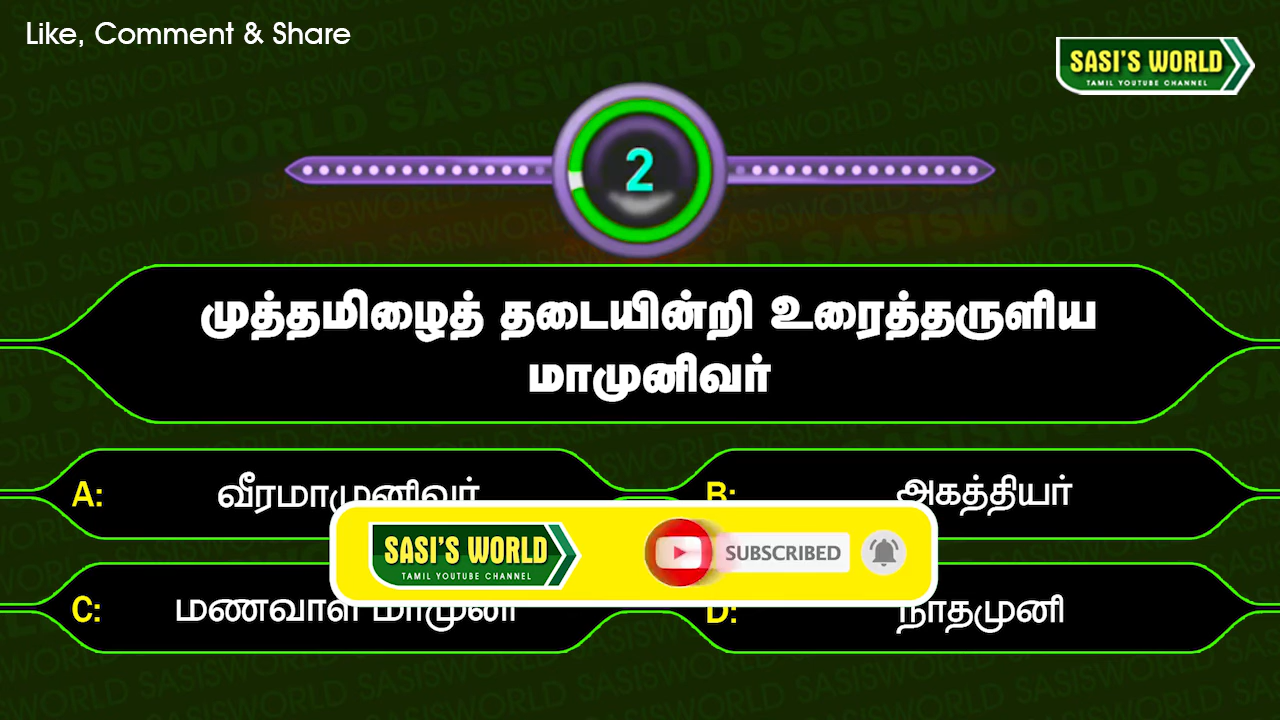 Like, Comment & Share
SASI'S WORLD
TAMIL YOUTUBE CHANNEL
2
முத்தமிழைத் தடையின்றி உரைத்தருளிய
மாமுனிவர்
A: வீரமாமுனிவர்
B: அகத்தியர்
SASI'S WORLD
TAMIL YOUTUBE CHANNEL
SUBSCRIBED
C: மணவாள மாமுனி
D: நாதமுனி